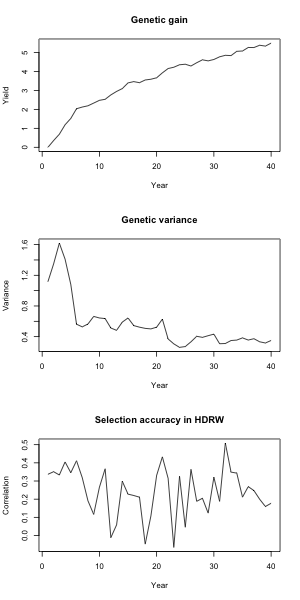 Genetic gain
Yield
5
4
3
2
1
0
0 10 20 30 40
Year
Genetic variance
Variance
1.6
1.2
0.8
0.4
0 10 20 30 40
Year
Selection accuracy in HDRW
Correlation
0.5
0.4
0.3
0.2
0.1
0.0
0 10 20 30 40
Year